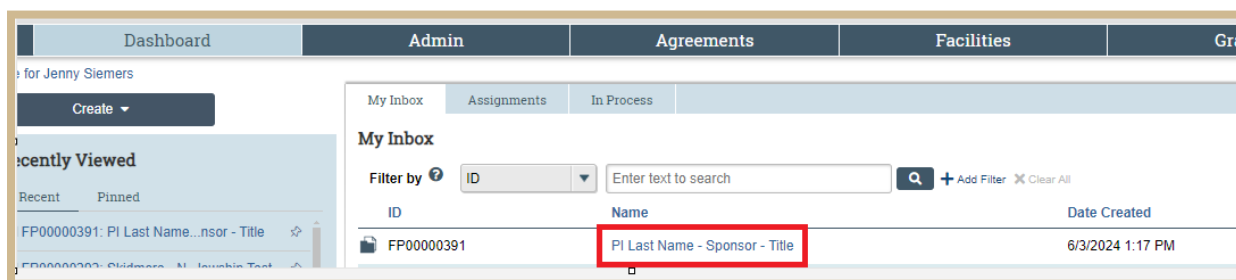 Dashboard Admin Agreements Facilities Gr
e for Jenny Siemers
Create
My Inbox Assignments In Process
My Inbox
ecently Viewed
Filter by ? ID Enter text to search Add Filter Clear All
Recent Pinned
ID Name Date Created
FP00000391: PI Last Name...nsor - Title
FP00000391 PI Last Name - Sponsor - Title 6/3/2024 1:17 PM